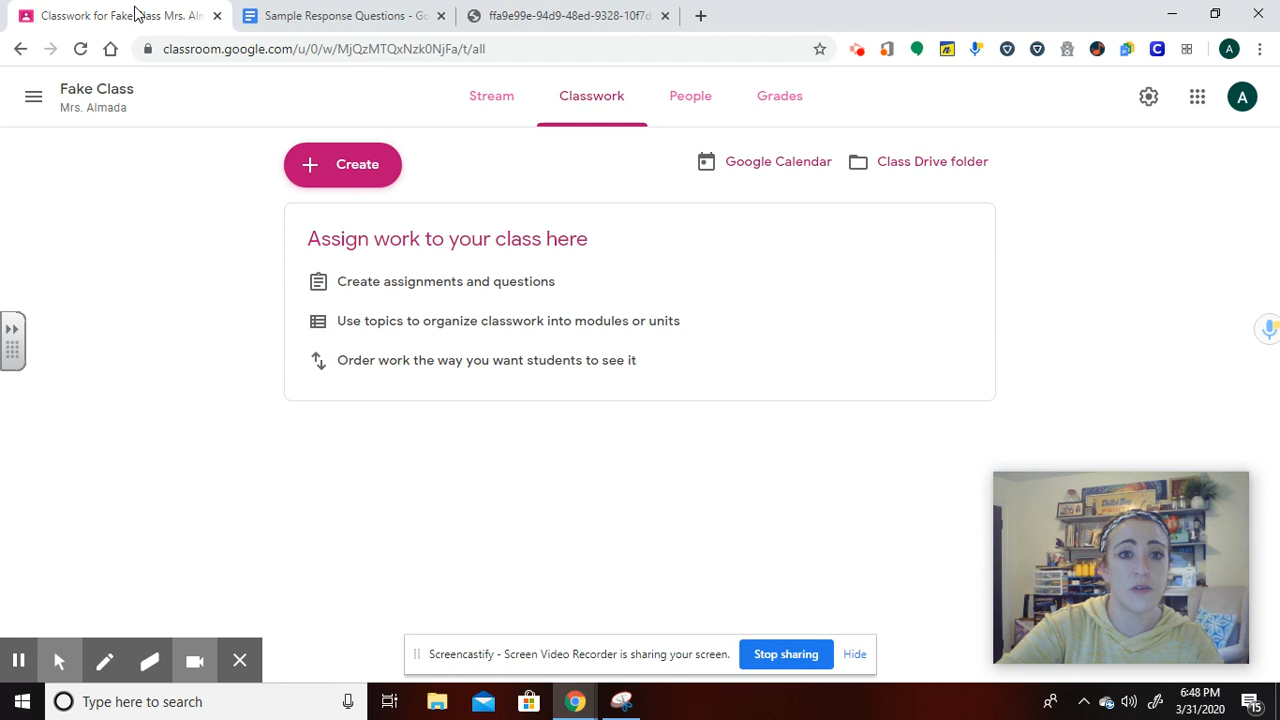 Classwork for Fake Class Mrs. Alm
Sample Response Questions - Go
ffa9e99e-94d9-48ed-9328-10f7d
classroom.google.com/u/0/w/MjQzMTQxNzk0NjFa/t/all
A
Fake Class
Mrs. Almada
Stream
Classwork
People
Grades
A
Create
Google Calendar
Class Drive folder
Assign work to your class here
Create assignments and questions
Use topics to organize classwork into modules or units
Order work the way you want students to see it
Screencastify - Screen Video Recorder is sharing your screen.
Stop sharing
Hide
Type here to search
6:48 PM
3/31/2020
15